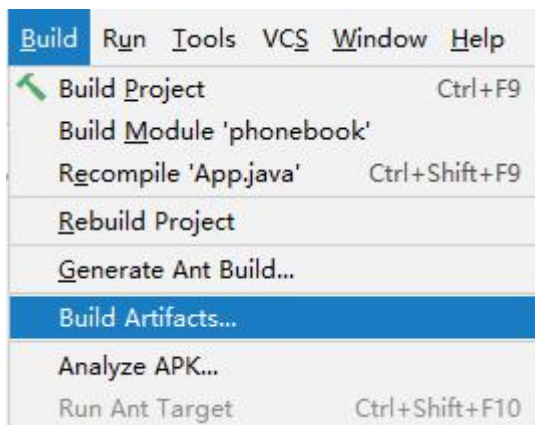 Build Run Tools VCS Window Help
Build Project Ctrl+F9
Build Module 'phonebook'
Recompile 'App.java' Ctrl+Shift+F9
Rebuild Project
Generate Ant Build...
Build Artifacts...
Analyze APK...
Run Ant Target Ctrl+Shift+F10